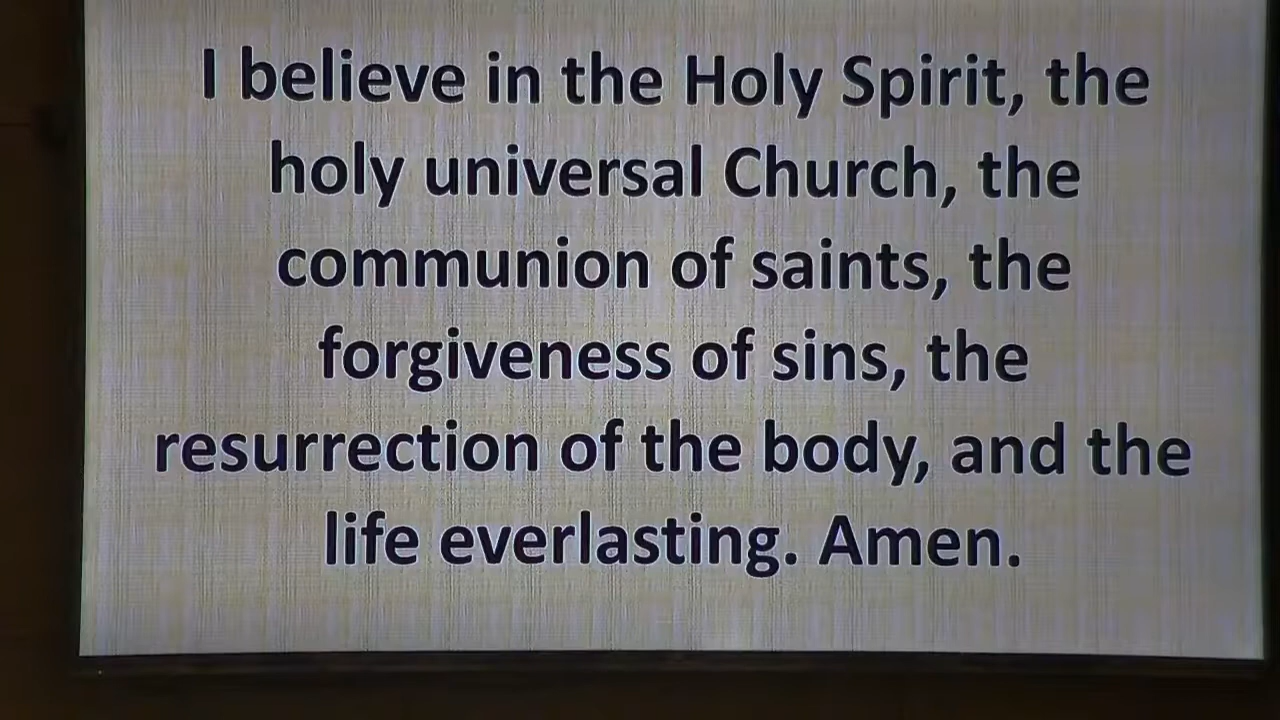 I believe in the Holy Spirit, the
holy universal Church, the
communion of saints, the
forgiveness of sins, the
resurrection of the body, and the
life everlasting. Amen.